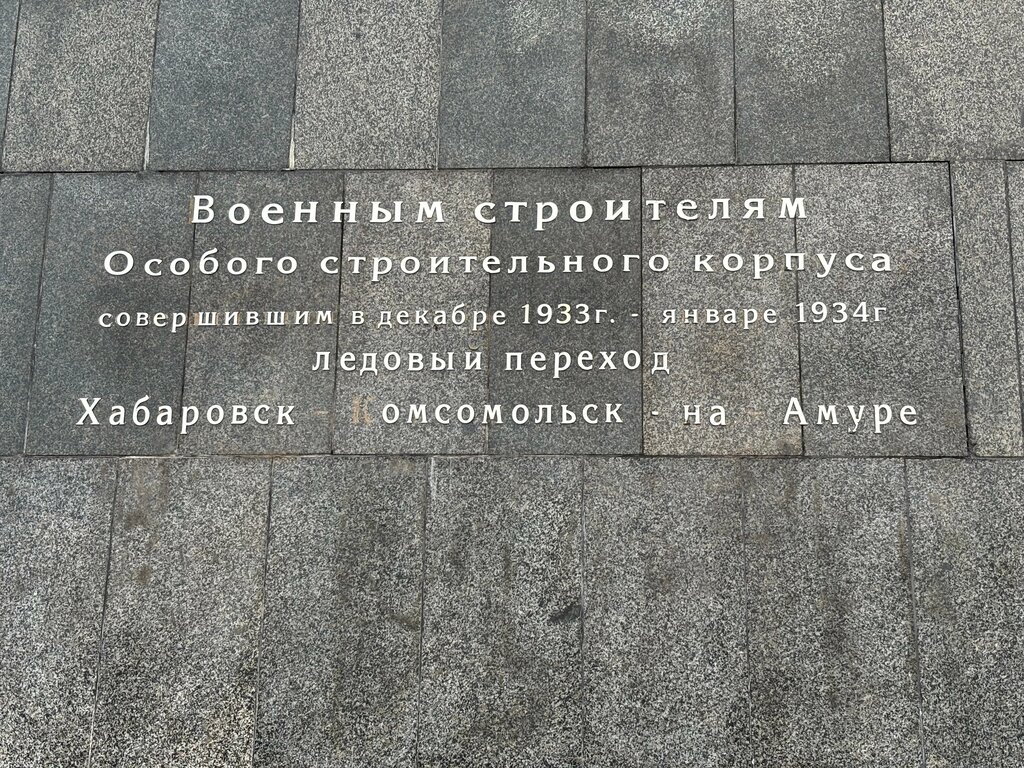 Военным строителям
Особого строительного корпуса
совершившим в декабре 1933г. - январе 1934г
ледовый переход
Хабаровск - Комсомольск - на - Амуре